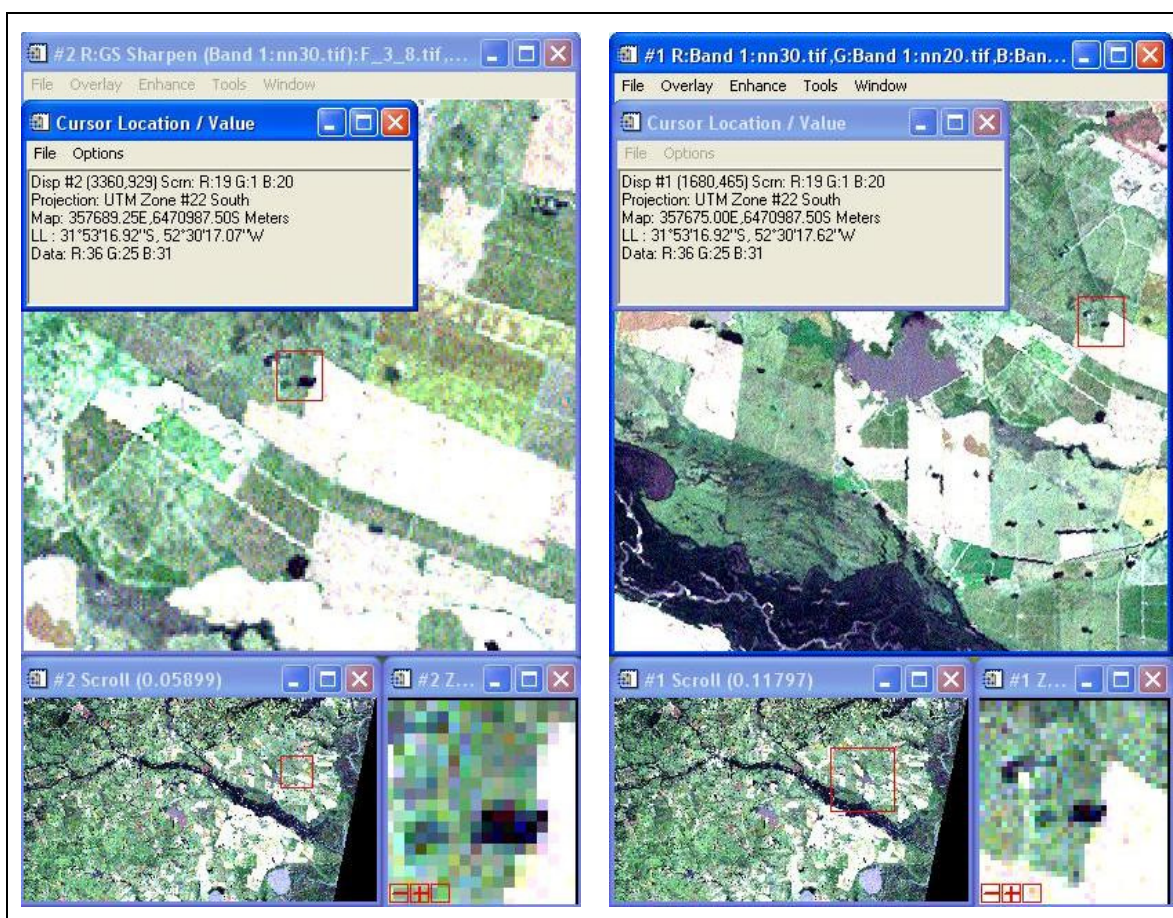 #2 R:GS Sharpen (Band 1:nn30.tif):F_3_8.tif,...
File Overlay Enhance Tools Window
Cursor Location / Value
File Options
Disp #2 (3360,929) Scrn: R:19 G:1 B:20
Projection: UTM Zone #22 South
Map: 357689.25E,6470987.50S Meters
LL : 31°53'16.92"S, 52°30'17.07"W
Data: R:36 G:25 B:31
#2 Scroll (0.05899)
#2 Z...
#1 R:Band 1:nn30.tif,G:Band 1:nn20.tif,B:Ban...
File Overlay Enhance Tools Window
Cursor Location / Value
File Options
Disp #1 (1680,465) Scrn: R:19 G:1 B:20
Projection: UTM Zone #22 South
Map: 357675.00E,6470987.50S Meters
LL : 31°53'16.92"S, 52°30'17.62"W
Data: R:36 G:25 B:31
#1 Scroll (0.11797)
#1 Z...